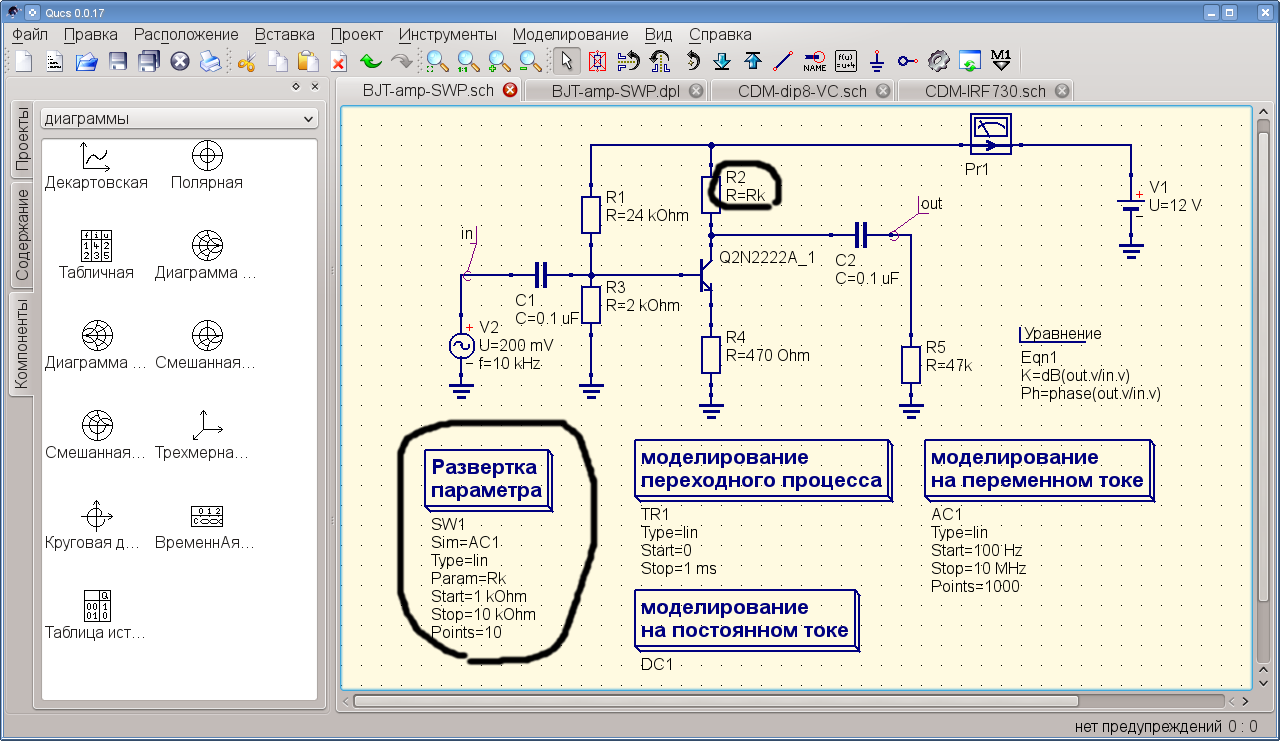 Qucs 0.0.17
Файл Правка Расположение Вставка Проект Инструменты Моделирование Вид Справка
1:1 NAME f(ω) ω=u+4 M1
BJT-amp-SWP.sch BJT-amp-SWP.dpl CDM-dip8-VC.sch CDM-IRF730.sch
Проекты
Содержание
Компоненты
диаграммы
Декартовская Полярная
Табличная Диаграмма ...
Диаграмма ... Смешанная...
Смешанная... Трехмерна...
Круговая д... ВременнАя...
Таблица ист...
Pr1
V1
U=12 V
R2
R=Rk
R1
R=24 kOhm
out
in
Q2N2222A_1
C2
C=0.1 uF
C1
C=0.1 uF
R3
R=2 kOhm
V2
U=200 mV
f=10 kHz
R4
R=470 Ohm
R5
R=47k
Уравнение
Eqn1
K=dB(out.v/in.v)
Ph=phase(out.v/in.v)
Развертка
параметра
SW1
Sim=AC1
Type=lin
Param=Rk
Start=1 kOhm
Stop=10 kOhm
Points=10
моделирование
переходного процесса
TR1
Type=lin
Start=0
Stop=1 ms
моделирование
на переменном токе
AC1
Type=lin
Start=100 Hz
Stop=10 MHz
Points=1000
моделирование
на постоянном токе
DC1
нет предупреждений 0 : 0